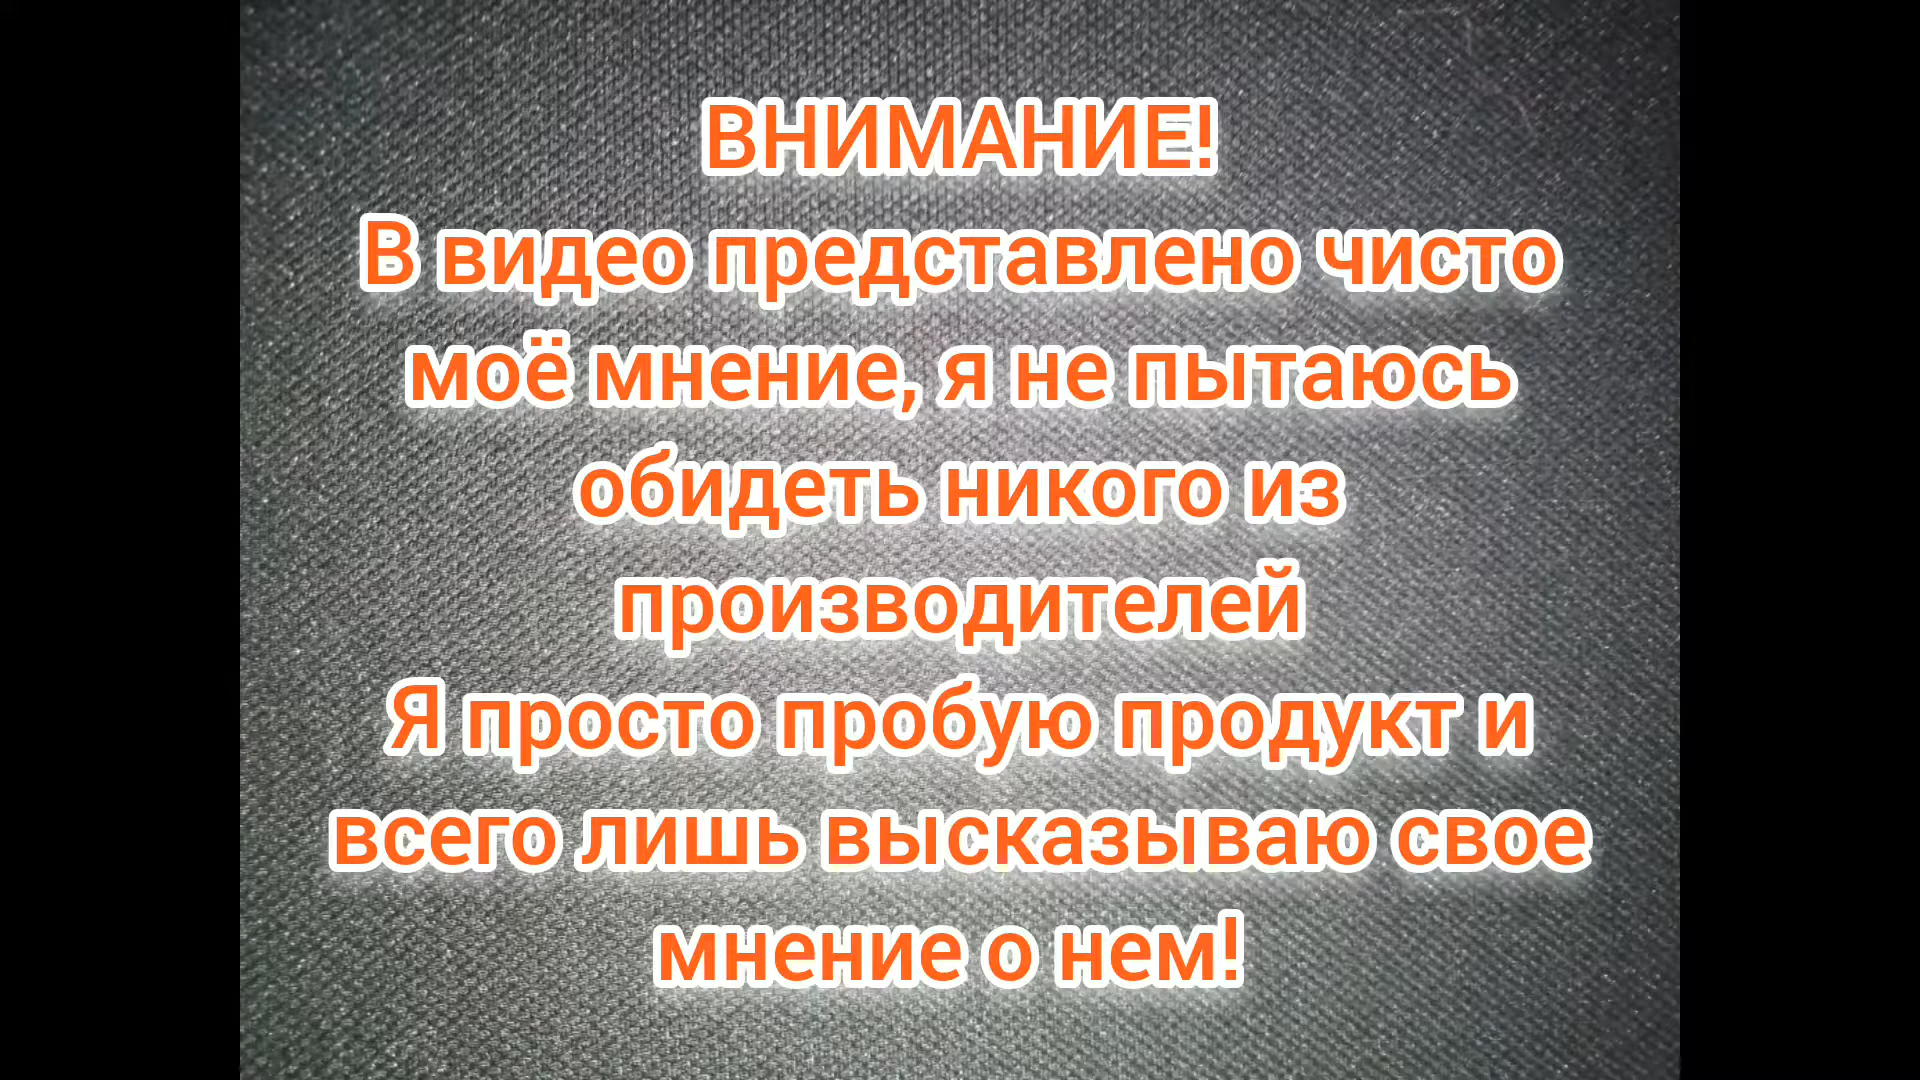 ВНИМАНИЕ!
В видео представлено чисто
моё мнение, я не пытаюсь
обидеть никого из
производителей
Я просто пробую продукт и
всего лишь высказываю свое
мнение о нем!